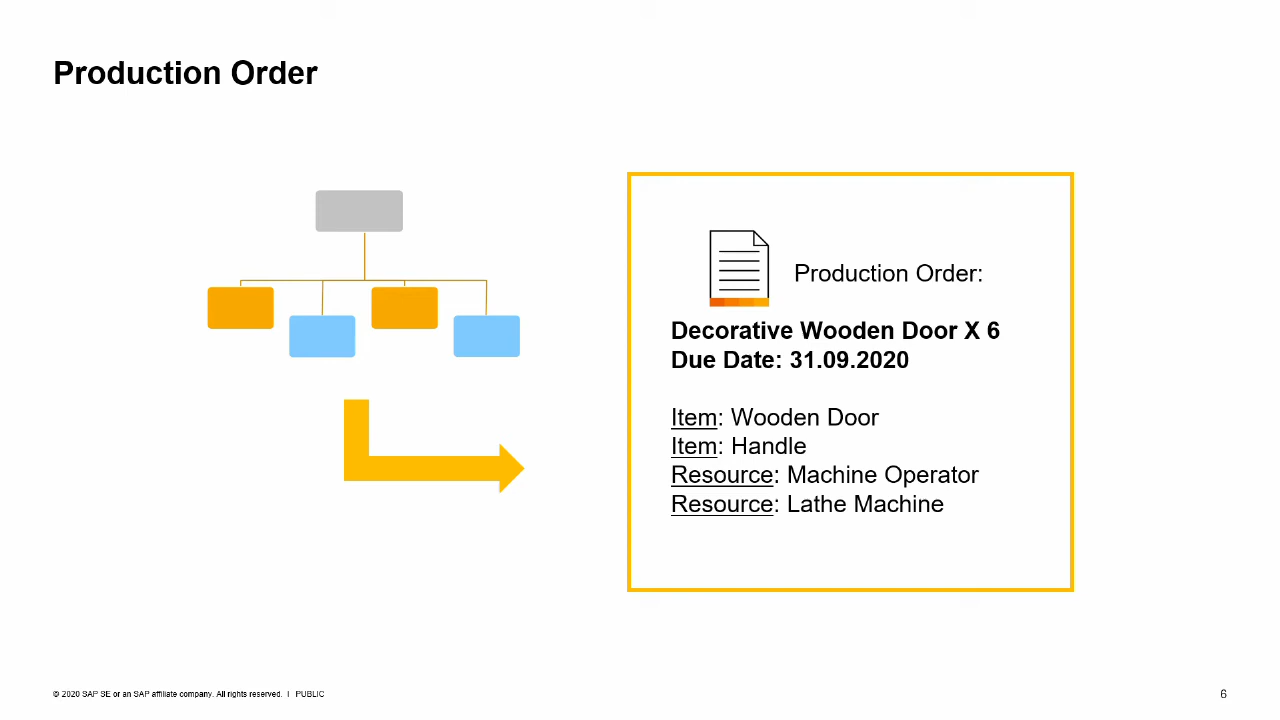 Production Order
Production Order:
Decorative Wooden Door X 6
Due Date: 31.09.2020
Item: Wooden Door
Item: Handle
Resource: Machine Operator
Resource: Lathe Machine
© 2020 SAP SE or an SAP affiliate company. All rights reserved. I PUBLIC
6